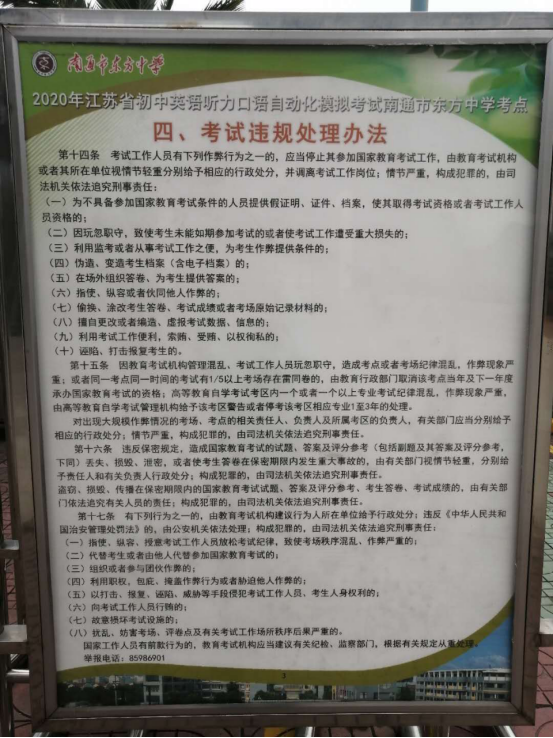 南通市东方中学
2020年江苏省初中英语听力口语自动化模拟考试南通市东方中学考点
四、考试违规处理办法
第十四条 考试工作人员有下列作弊行为之一的，应当停止其参加国家教育考试工作，由教育考试机构
或者其所在单位视情节轻重分别给予相应的行政处分，并调离考试工作岗位；情节严重，构成犯罪的，由司
法机关依法追究刑事责任：
（一）为不具备参加国家教育考试条件的人员提供假证明、证件、档案，使其取得考试资格或者考试工作人
员资格的；
（二）因玩忽职守，致使考生未能如期参加考试的或者使考试工作遭受重大损失的；
（三）利用监考或者从事考试工作之便，为考生作弊提供条件的；
（四）伪造、变造考生档案（含电子档案）的；
（五）在场外组织答卷、为考生提供答案的；
（六）指使、纵容或者伙同他人作弊的；
（七）偷换、涂改考生答卷、考试成绩或者考场原始记录材料的；
（八）擅自更改或者编造、虚报考试数据、信息的；
（九）利用考试工作便利，索贿、受贿、以权徇私的；
（十）诬陷、打击报复考生的。
第十五条 因教育考试机构管理混乱、考试工作人员玩忽职守，造成考点或者考场纪律混乱，作弊现象严
重；或者同一考点同一时间的考试有1/5以上考场存在雷同卷的，由教育行政部门取消该考点当年及下一年度
承办国家教育考试的资格；高等教育自学考试考区内一个或者一个以上专业考试纪律混乱，作弊现象严重，
由高等教育自学考试管理机构给予该考区警告或者停考该考区相应专业1至3年的处理。
对出现大规模作弊情况的考场、考点的相关责任人、负责人及所属考区的负责人，有关部门应当分别给予
相应的行政处分；情节严重，构成犯罪的，由司法机关依法追究刑事责任。
第十六条 违反保密规定，造成国家教育考试的试题、答案及评分参考（包括副题及其答案及评分参考，
下同）丢失、损毁、泄密，或者使考生答卷在保密期限内发生重大事故的，由有关部门视情节轻重，分别给
予责任人和有关负责人行政处分；构成犯罪的，由司法机关依法追究刑事责任。
盗窃、损毁、传播在保密期限内的国家教育考试试题、答案及评分参考、考生答卷、考试成绩的，由有关部
门依法追究有关人员的责任；构成犯罪的，由司法机关依法追究刑事责任。
第十七条 有下列行为之一的，由教育考试机构建议行为人所在单位给予行政处分；违反《中华人民共和
国治安管理处罚法》的，由公安机关依法处理；构成犯罪的，由司法机关依法追究刑事责任：
（一）指使、纵容、授意考试工作人员放松考试纪律，致使考场秩序混乱、作弊严重的；
（二）代替考生或者由他人代替参加国家教育考试的；
（三）组织或者参与团伙作弊的；
（四）利用职权，包庇、掩盖作弊行为或者胁迫他人作弊的；
（五）以打击、报复、诬陷、威胁等手段侵犯考试工作人员、考生人身权利的；
（六）向考试工作人员行贿的；
（七）故意损坏考试设施的；
（八）扰乱、妨害考场、评卷点及有关考试工作场所秩序后果严重的。
国家工作人员有前款行为的，教育考试机构应当建议有关纪检、监察部门，根据有关规定从重处理。
举报电话：85986901
3